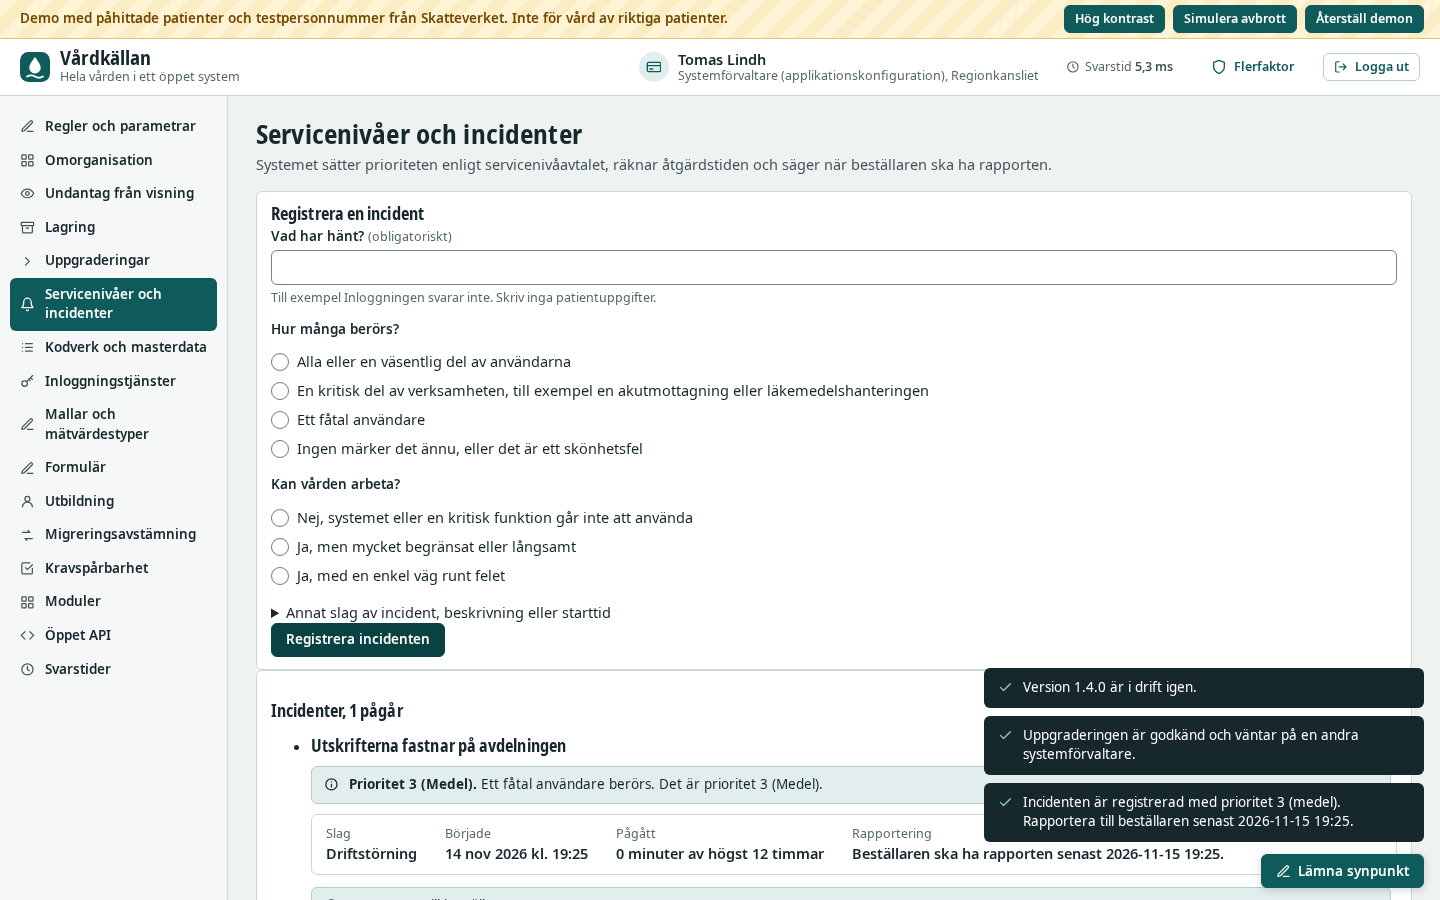 Demo med påhittade patienter och testpersonnummer från Skatteverket. Inte för vård av riktiga patienter.
Hög kontrast
Simulera avbrott
Återställ demon
Vårdkällan
Hela vården i ett öppet system
Tomas Lindh
Systemförvaltare (applikationskonfiguration), Regionkansliet
Svarstid 5,3 ms
Flerfaktor
Logga ut
Regler och parametrar
Omorganisation
Undantag från visning
Lagring
Uppgraderingar
Servicenivåer och
incidenter
Kodverk och masterdata
Inloggningstjänster
Mallar och
mätvärdestyper
Formulär
Utbildning
Migreringsavstämning
Kravspårbarhet
Moduler
Öppet API
Svarstider
Servicenivåer och incidenter
Systemet sätter prioriteten enligt servicenivåavtalet, räknar åtgärdstiden och säger när beställaren ska ha rapporten.
Registrera en incident
Vad har hänt? (obligatoriskt)
Till exempel Inloggningen svarar inte. Skriv inga patientuppgifter.
Hur många berörs?
Alla eller en väsentlig del av användarna
En kritisk del av verksamheten, till exempel en akutmottagning eller läkemedelshanteringen
Ett fåtal användare
Ingen märker det ännu, eller det är ett skönhetsfel
Kan vården arbeta?
Nej, systemet eller en kritisk funktion går inte att använda
Ja, men mycket begränsat eller långsamt
Ja, med en enkel väg runt felet
Annat slag av incident, beskrivning eller starttid
Registrera incidenten
Incidenter, 1 pågår
Utskrifterna fastnar på avdelningen
Prioritet 3 (Medel). Ett fåtal användare berörs. Det är prioritet 3 (Medel).
Slag
Började
Pågått
Rapportering
Driftstörning
14 nov 2026 kl. 19:25
0 minuter av högst 12 timmar
Beställaren ska ha rapporten senast 2026-11-15 19:25.
Version 1.4.0 är i drift igen.
Uppgraderingen är godkänd och väntar på en andra
systemförvaltare.
Incidenten är registrerad med prioritet 3 (medel).
Rapportera till beställaren senast 2026-11-15 19:25.
Lämna synpunkt